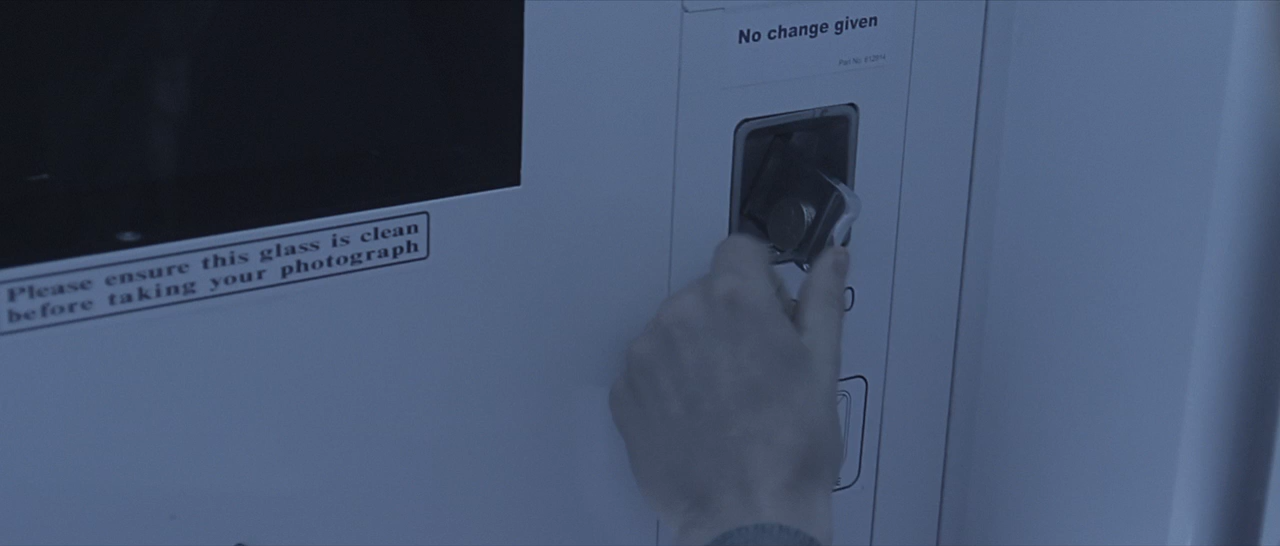 No change given
Please ensure this glass is clean
before taking your photograph